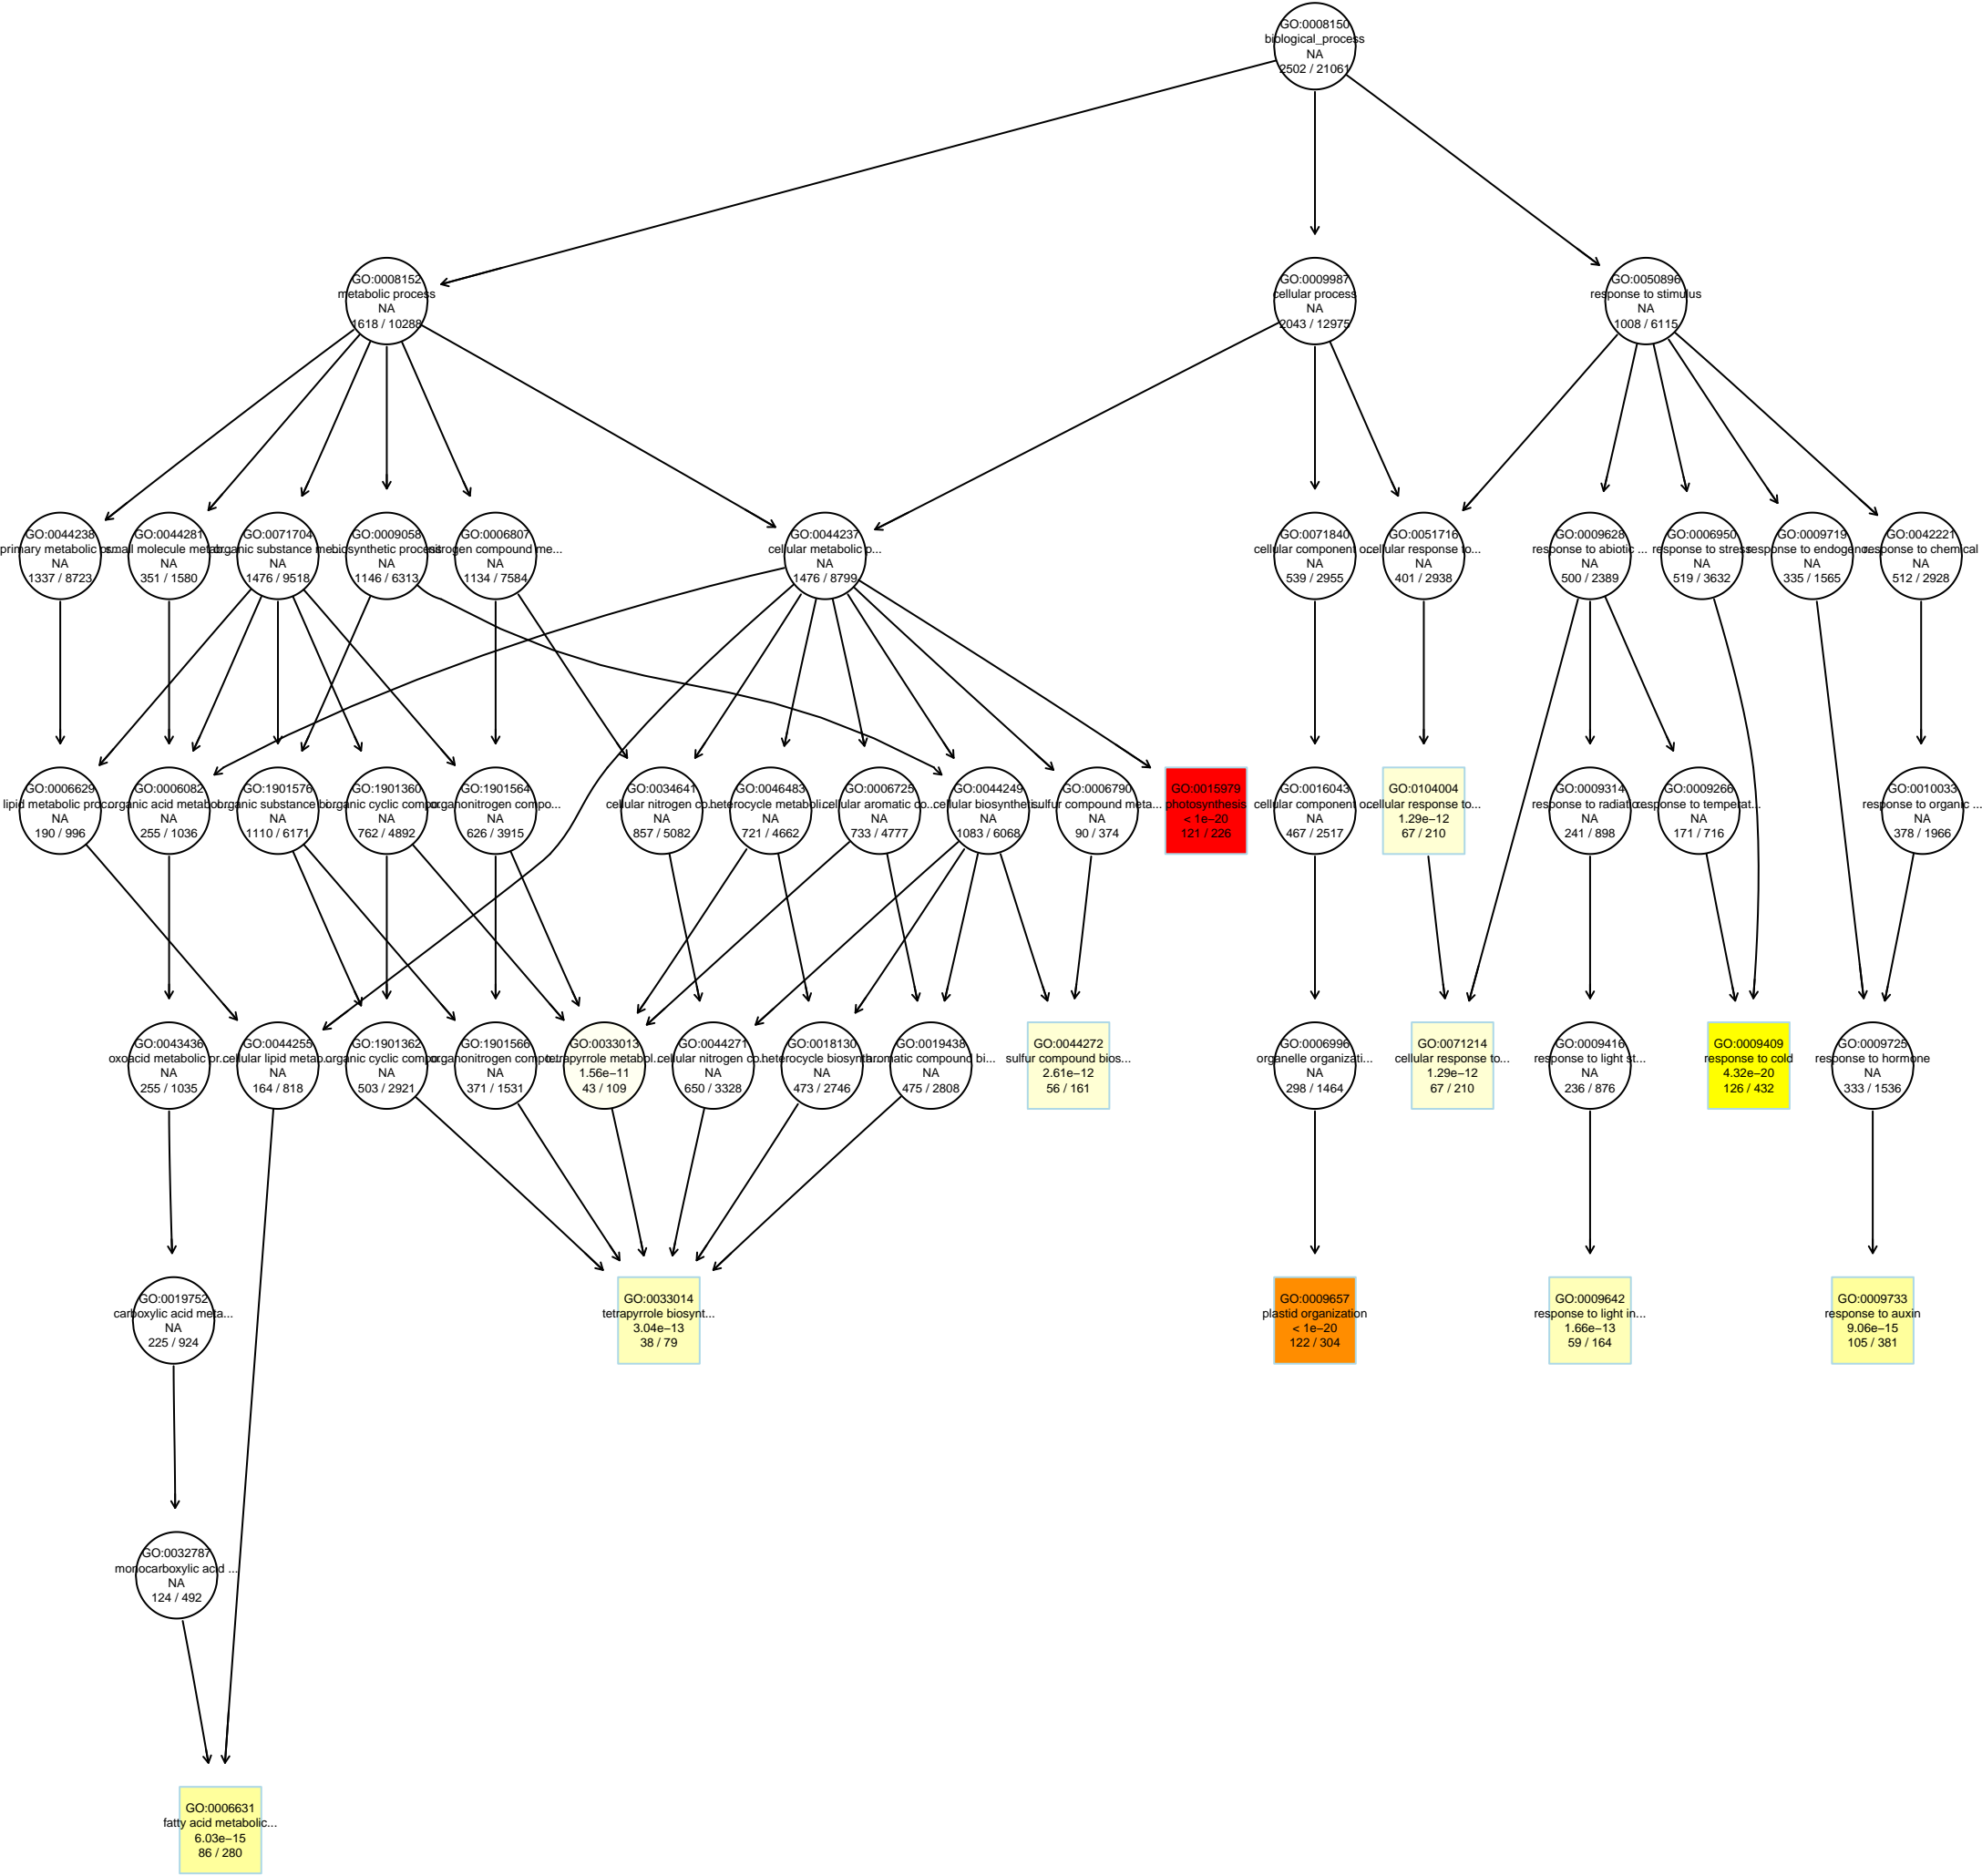 GO:0008150
biological_process
NA
2502 / 21061
GO:0008152
metabolic process
NA
1618 / 10288
GO:0009987
cellular process
NA
2043 / 12975
GO:0050896
response to stimulus
NA
1008 / 6115
GO:0044238
primary metabolic pr...
NA
1337 / 8723
GO:0044281
small molecule metab...
NA
351 / 1580
GO:0071704
organic substance me...
NA
1476 / 9518
GO:0009058
biosynthetic process
NA
1146 / 6313
GO:0006807
nitrogen compound me...
NA
1134 / 7584
GO:0044237
cellular metabolic p...
NA
1476 / 8799
GO:0071840
cellular component o...
NA
539 / 2955
GO:0051716
cellular response to...
NA
401 / 2938
GO:0009628
response to abiotic ...
NA
500 / 2389
GO:0006950
response to stress
NA
519 / 3632
GO:0009719
response to endogeno...
NA
335 / 1565
GO:0042221
response to chemical
NA
512 / 2928
GO:0006629
lipid metabolic proc...
NA
190 / 996
GO:0006082
organic acid metabol...
NA
255 / 1036
GO:1901576
organic substance bi...
NA
1110 / 6171
GO:1901360
organic cyclic compo...
NA
762 / 4892
GO:1901564
organonitrogen compo...
NA
626 / 3915
GO:0034641
cellular nitrogen co...
NA
857 / 5082
GO:0046483
heterocycle metaboli...
NA
721 / 4662
GO:0006725
cellular aromatic co...
NA
733 / 4777
GO:0044249
cellular biosyntheti...
NA
1083 / 6068
GO:0006790
sulfur compound meta...
NA
90 / 374
GO:0015979
photosynthesis
< 1e−20
121 / 226
GO:0016043
cellular component o...
NA
467 / 2517
GO:0104004
cellular response to...
1.29e−12
67 / 210
GO:0009314
response to radiatio...
NA
241 / 898
GO:0009266
response to temperat...
NA
171 / 716
GO:0010033
response to organic ...
NA
378 / 1966
GO:0043436
oxoacid metabolic pr...
NA
255 / 1035
GO:0044255
cellular lipid metab...
NA
164 / 818
GO:1901362
organic cyclic compo...
NA
503 / 2921
GO:1901566
organonitrogen compo...
NA
371 / 1531
GO:0033013
tetrapyrrole metabol...
1.56e−11
43 / 109
GO:0044271
cellular nitrogen co...
NA
650 / 3328
GO:0018130
heterocycle biosynth...
NA
473 / 2746
GO:0019438
aromatic compound bi...
NA
475 / 2808
GO:0044272
sulfur compound bios...
2.61e−12
56 / 161
GO:0006996
organelle organizati...
NA
298 / 1464
GO:0071214
cellular response to...
1.29e−12
67 / 210
GO:0009416
response to light st...
NA
236 / 876
GO:0009409
response to cold
4.32e−20
126 / 432
GO:0009725
response to hormone
NA
333 / 1536
GO:0019752
carboxylic acid meta...
NA
225 / 924
GO:0033014
tetrapyrrole biosynt...
3.04e−13
38 / 79
GO:0009657
plastid organization
< 1e−20
122 / 304
GO:0009642
response to light in...
1.66e−13
59 / 164
GO:0009733
response to auxin
9.06e−15
105 / 381
GO:0032787
monocarboxylic acid ...
NA
124 / 492
GO:0006631
fatty acid metabolic...
6.03e−15
86 / 280